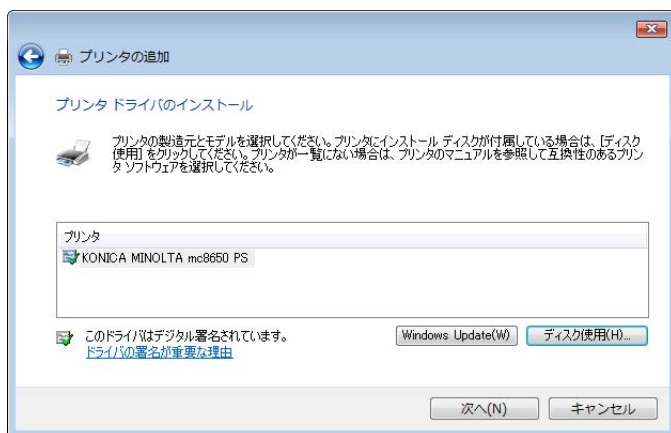 プリンタの追加
プリンタ ドライバのインストール
プリンタの製造元とモデルを選択してください。プリンタにインストール ディスクが付属している場合は、[ディスク
使用] をクリックしてください。プリンタが一覧にない場合は、プリンタのマニュアルを参照して互換性のあるプリン
タ ソフトウェアを選択してください。
プリンタ
KONICA MINOLTA mc8650 PS
このドライバはデジタル署名されています。
ドライバの署名が重要な理由
Windows Update(W)
ディスク使用(H)...
次へ(N)
キャンセル